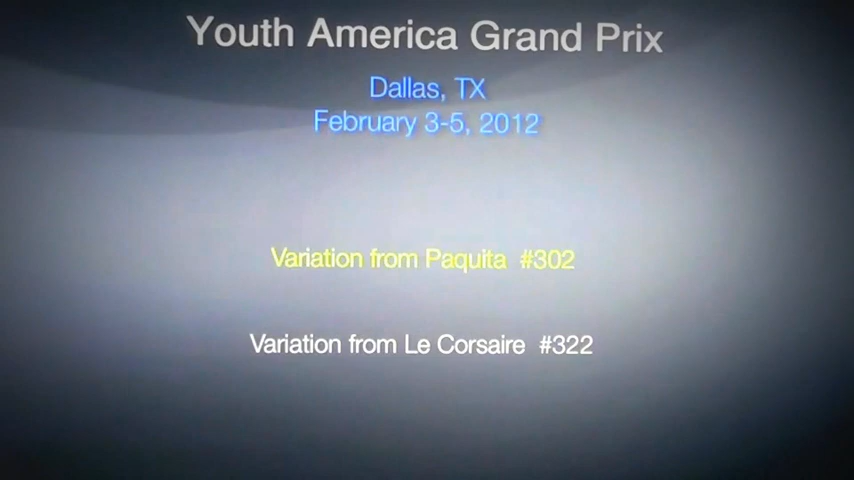 Youth America Grand Prix
Dallas, TX
February 3-5, 2012
Variation from Paquita #302
Variation from Le Corsaire #322